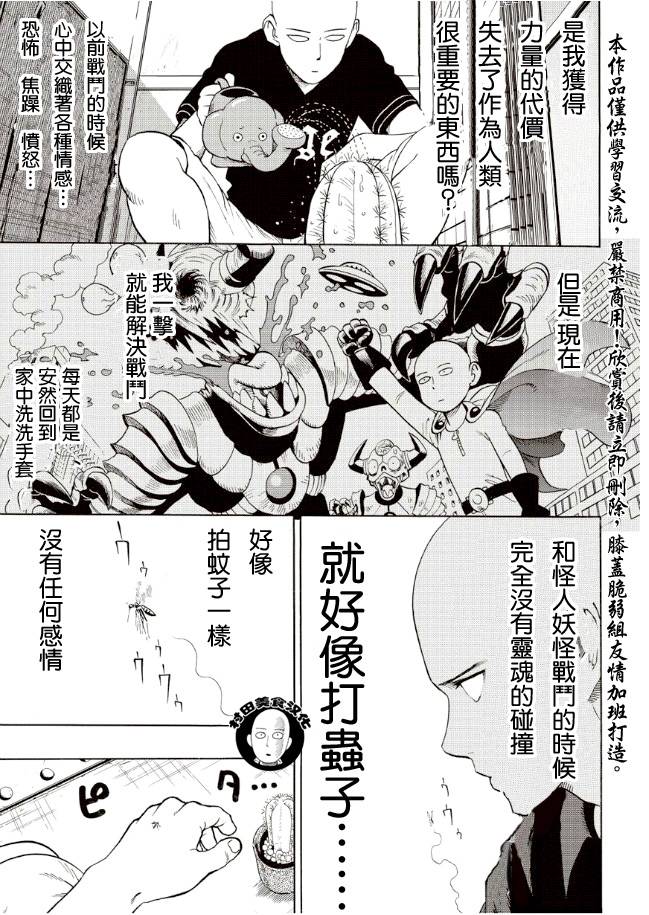 本作品僅供學習交流，嚴禁商用！欣賞後請立即刪除，膝蓋脆弱組友情加班打造。
是我獲得
力量的代價
失去了作為人類
很重要的東西嗎？
以前戰鬥的時候
心中交織著各種情感…
恐怖 焦躁 憤怒…
但是 現在
我一擊
就能解決戰鬥
每天都是
安然回到
家中洗洗手套
和怪人妖怪戰鬥的時候
完全沒有靈魂的碰撞
就好像打蟲子……
好像
拍蚊子一樣
沒有任何感情
村田美食汉化
ピタ…